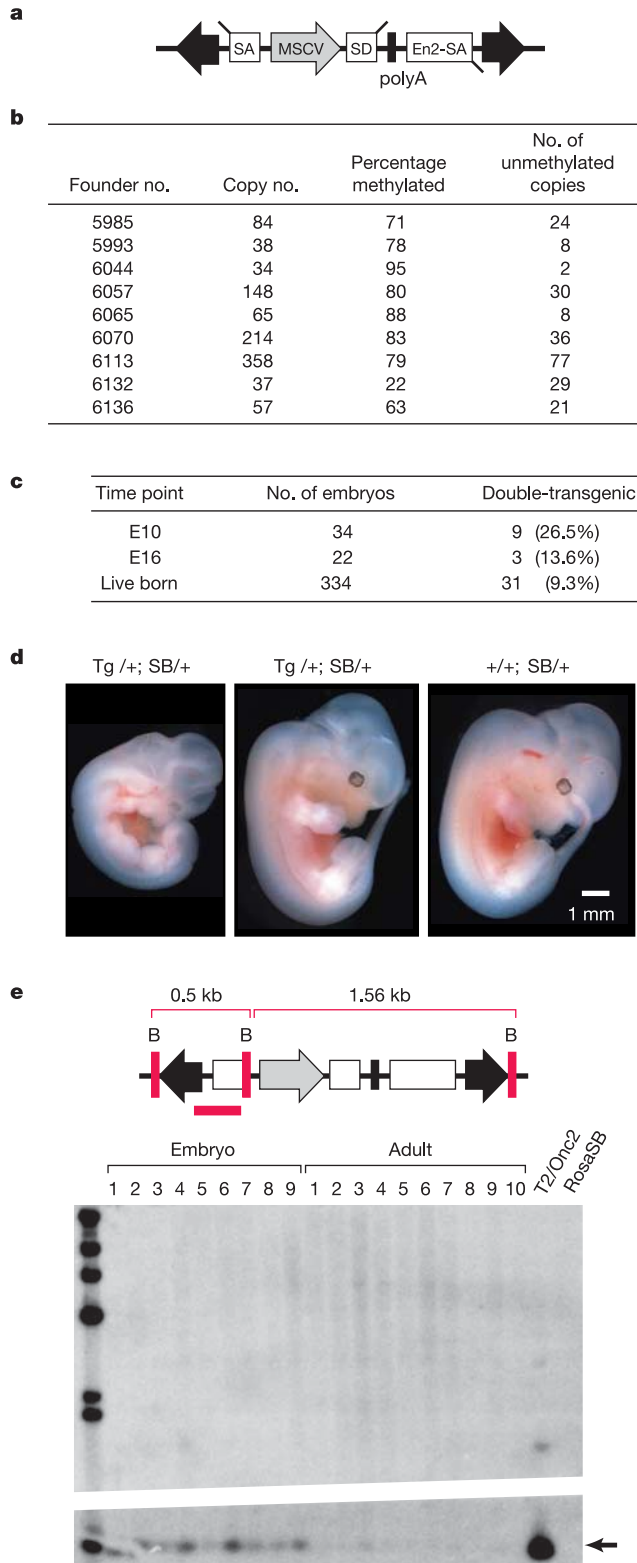 a
SA MSCV SD En2-SA
polyA
b
Founder no. Copy no. Percentage methylated No. of unmethylated copies
5985 84 71 24
5993 38 78 8
6044 34 95 2
6057 148 80 30
6065 65 88 8
6070 214 83 36
6113 358 79 77
6132 37 22 29
6136 57 63 21
c
Time point No. of embryos Double-transgenic
E10 34 9 (26.5%)
E16 22 3 (13.6%)
Live born 334 31 (9.3%)
d
Tg /+; SB/+ Tg /+; SB/+ +/+; SB/+
1 mm
e
0.5 kb 1.56 kb
B B B
Embryo Adult
1 2 3 4 5 6 7 8 9 1 2 3 4 5 6 7 8 9 10 T2/Onc2 RosaSB